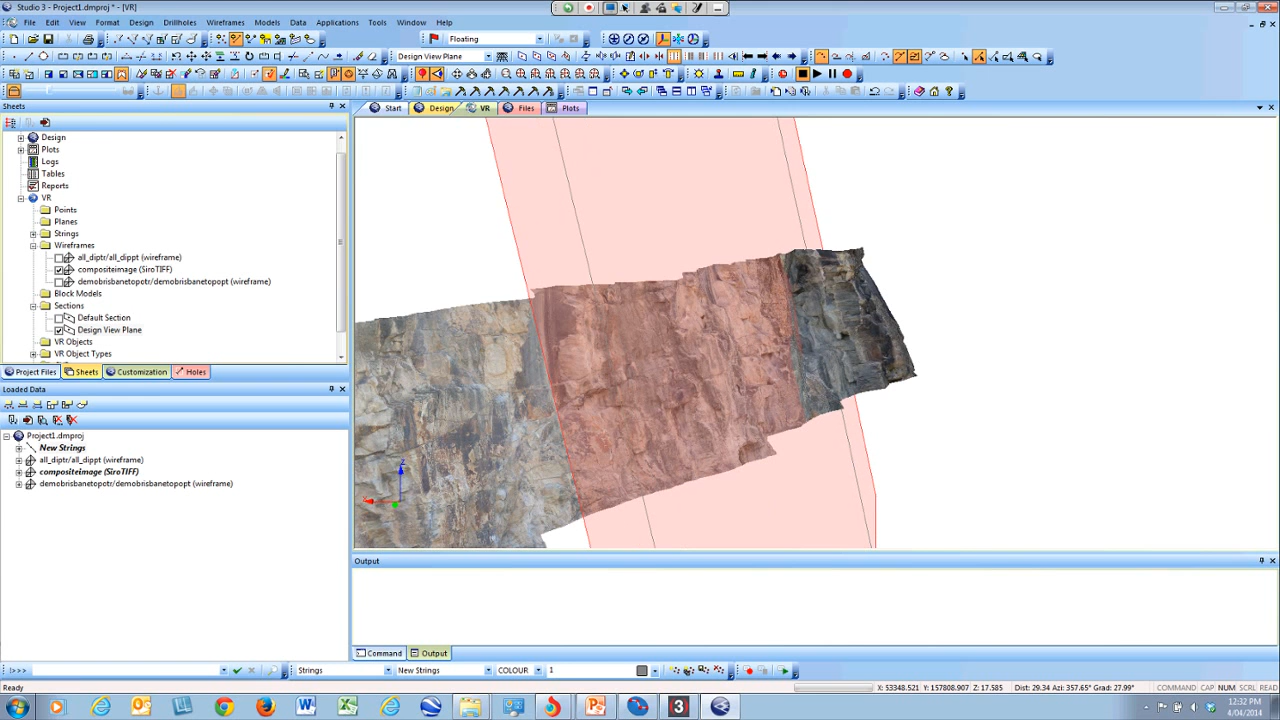 Studio 3 - Project1.dmproj * - [VR]
File Edit View Format Design Drillholes Wireframes Models Data Applications Tools Window Help
Floating
Design View Plane
Sheets
Start Design VR Files Plots
Design
Plots
Logs
Tables
Reports
VR
Points
Planes
Strings
Wireframes
all_diptr/all_dippt (wireframe)
compositeimage (SiroTIFF)
demobrisbanetopotr/demobrisbanetopopt (wireframe)
Block Models
Sections
Default Section
Design View Plane
VR Objects
VR Object Types
Project Files Sheets Customization Holes
Loaded Data
Project1.dmproj
New Strings
all_diptr/all_dippt (wireframe)
compositeimage (SiroTIFF)
demobrisbanetopotr/demobrisbanetopopt (wireframe)
Z
Output
Command Output
!>>> Strings New Strings COLOUR 1
Ready X: 53348.521 Y: 157808.907 Z: 17.585 Dist: 29.34 Azi: 357.65° Grad: 27.99° COMMAND CAP NUM SCRL READ
12:32 PM
4/04/2014